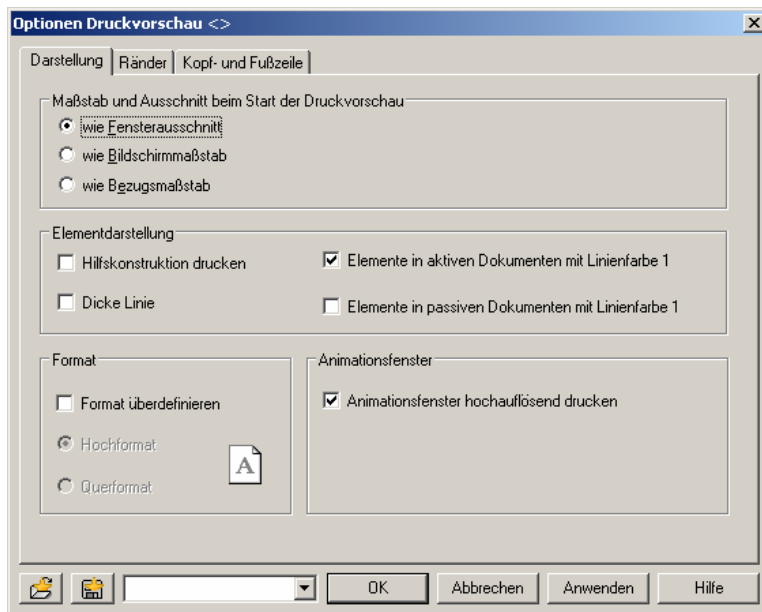 Optionen Druckvorschau <>
Darstellung Ränder Kopf- und Fußzeile
Maßstab und Ausschnitt beim Start der Druckvorschau
wie Fensterausschnitt
wie Bildschirmmaßstab
wie Bezugsmaßstab
Elementdarstellung
Hilfskonstruktion drucken
Elemente in aktiven Dokumenten mit Linienfarbe 1
Dicke Linie
Elemente in passiven Dokumenten mit Linienfarbe 1
Format
Format überdefinieren
Hochformat
Querformat
A
Animationsfenster
Animationsfenster hochauflösend drucken
OK Abbrechen Anwenden Hilfe